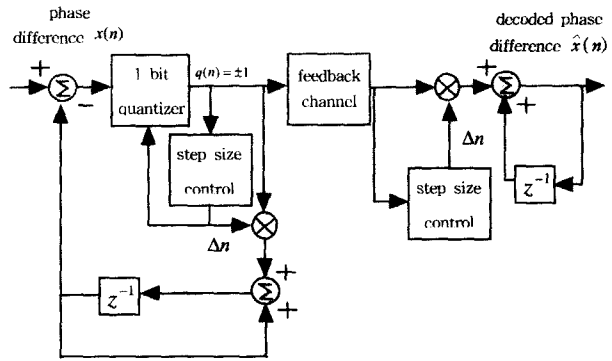 phase
difference x(n)
+
Σ
−
1 bit
quantizer
q(n) = ±1
feedback
channel
decoded phase
difference x̂(n)
+
Σ
+
Δn
step size
control
z⁻¹
step size
control
Δn
+
Σ
+
z⁻¹